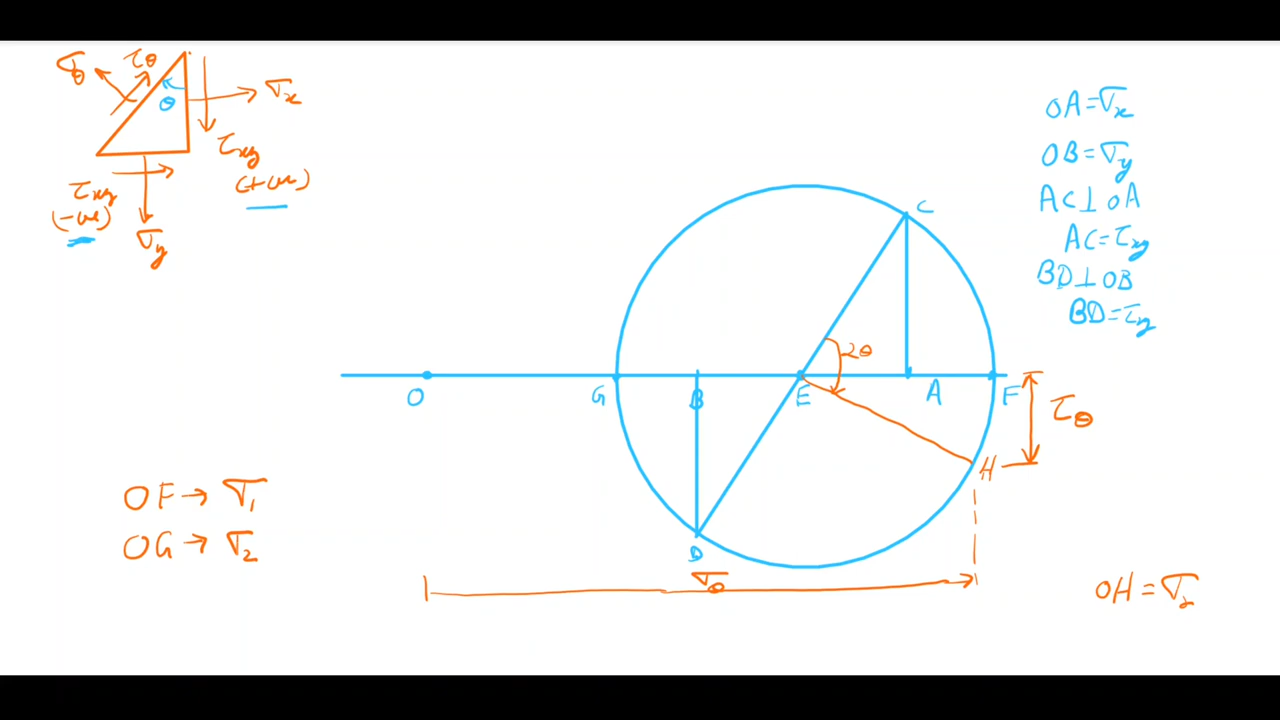 σθ τθ
θ
σx
τxy
(+ve)
τxy
(-ve)
σy
OA = σx
OB = σy
AC ⊥ OA
AC = τxy
BD ⊥ OB
BD = τxy
C
2θ
O G B E A F
τθ
H
D
OF → σ1
OG → σ2
σθ
OH = σr